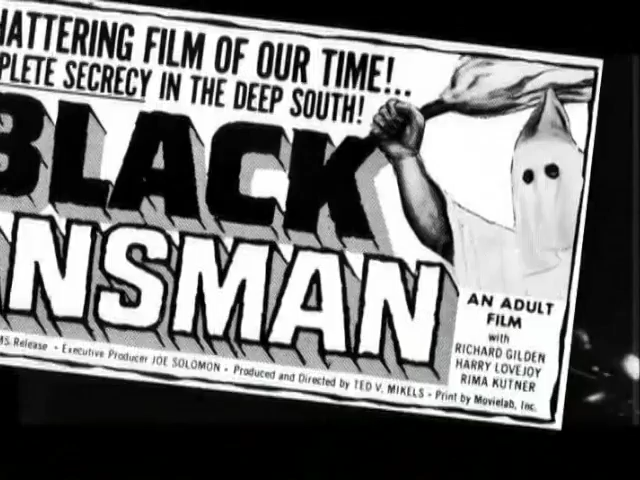 HATTERING FILM OF OUR TIME!..
PLETE SECRECY IN THE DEEP SOUTH!
BLACK
NSMAN
AN ADULT
FILM
with
RICHARD GILDEN
HARRY LOVEJOY
RIMA KUTNER
MS Release • Executive Producer JOE SOLOMON • Produced and Directed by TED V. MIKELS • Print by Movielab, Inc.